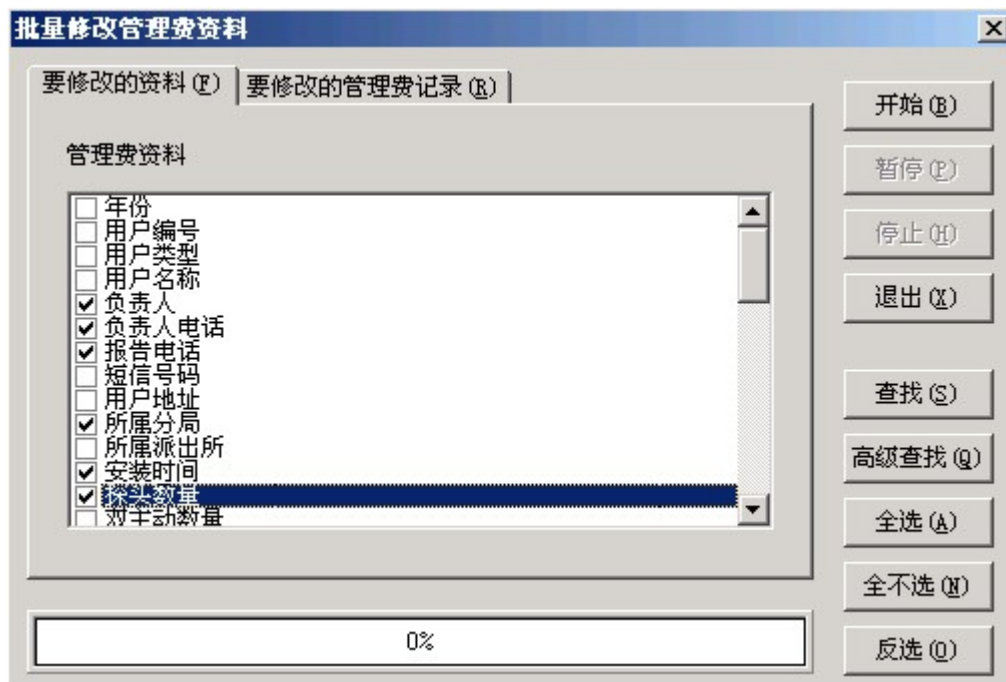 批量修改管理费资料
要修改的资料(F)
要修改的管理费记录(R)
管理费资料
年份
用户编号
用户类型
用户名称
负责人
负责人电话
报告电话
短信号码
用户地址
所属分局
所属派出所
安装时间
探头数量
双主动数量
0%
开始(B)
暂停(P)
停止(H)
退出(X)
查找(S)
高级查找(Q)
全选(A)
全不选(N)
反选(O)